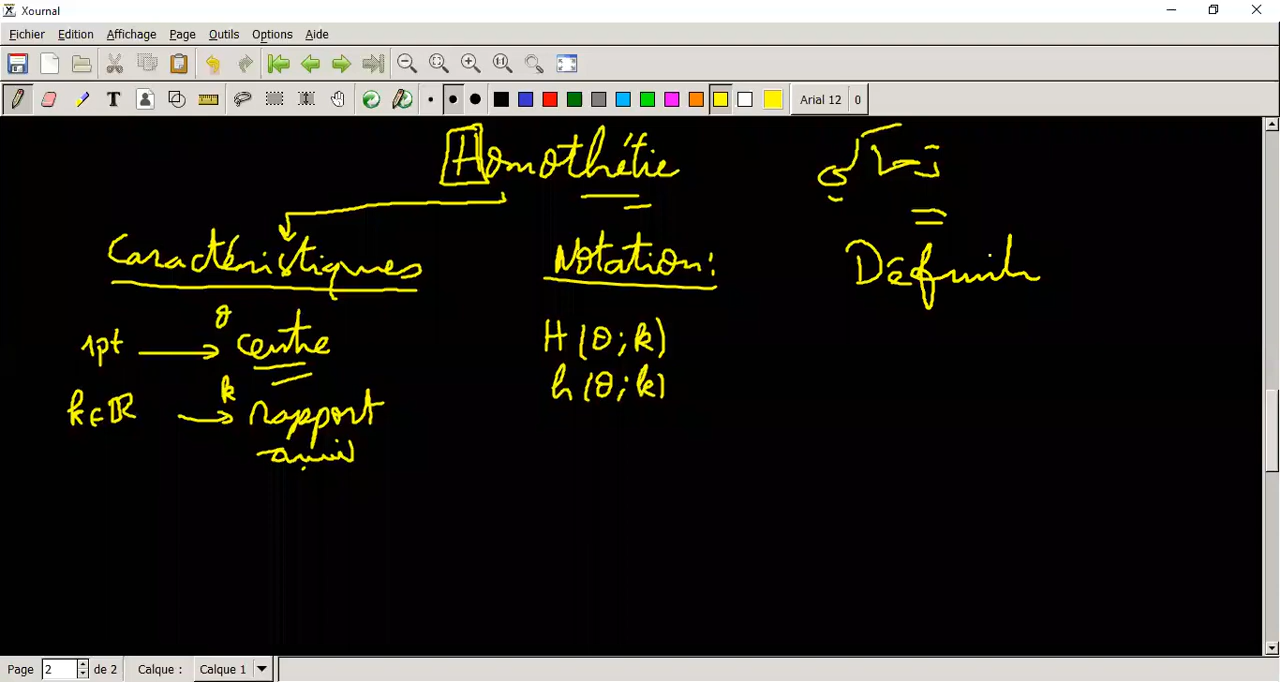 Xournal
Fichier Edition Affichage Page Outils Options Aide
Arial 12 0
Homothétie تحاكي
Caractéristiques Notation: Définit
1pt → O centre H(O;k)
k∈ℝ → k rapport h(O;k)
نسبة
Page 2 de 2 Calque : Calque 1